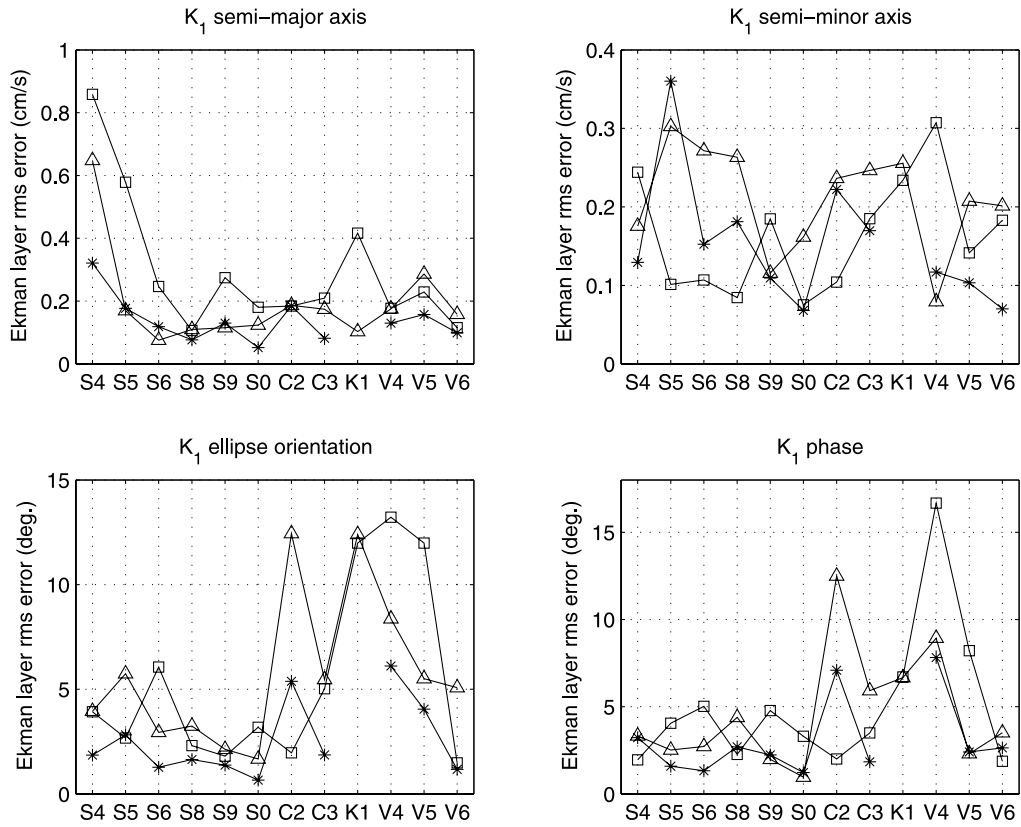 K1 semi–major axis
Ekman layer rms error (cm/s)
1
0.8
0.6
0.4
0.2
0
S4 S5 S6 S8 S9 S0 C2 C3 K1 V4 V5 V6
K1 semi–minor axis
Ekman layer rms error (cm/s)
0.4
0.3
0.2
0.1
0
S4 S5 S6 S8 S9 S0 C2 C3 K1 V4 V5 V6
K1 ellipse orientation
Ekman layer rms error (deg.)
15
10
5
0
S4 S5 S6 S8 S9 S0 C2 C3 K1 V4 V5 V6
K1 phase
Ekman layer rms error (deg.)
15
10
5
0
S4 S5 S6 S8 S9 S0 C2 C3 K1 V4 V5 V6